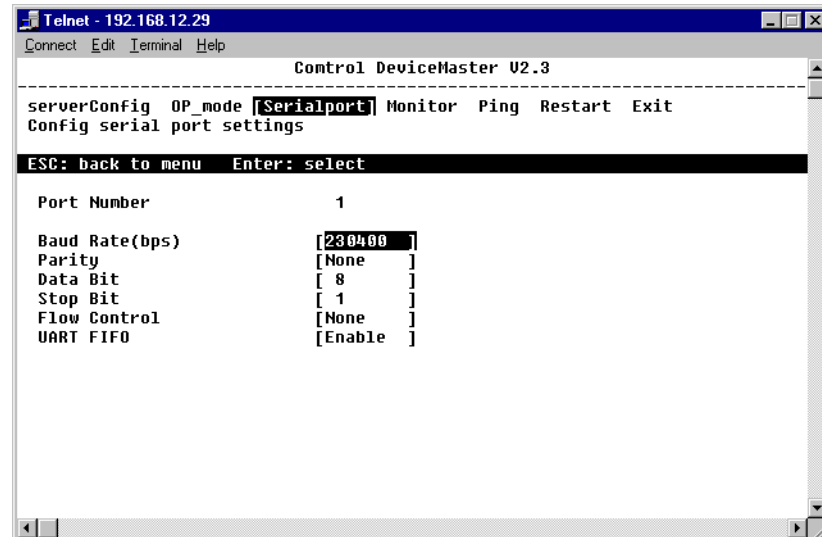 Telnet - 192.168.12.29
Connect Edit Terminal Help
Comtrol DeviceMaster V2.3
--------------------------------------------------------------------------------
serverConfig OP_mode [Serialport] Monitor Ping Restart Exit
Config serial port settings
ESC: back to menu Enter: select
Port Number 1
Baud Rate(bps) [230400 ]
Parity [None ]
Data Bit [ 8 ]
Stop Bit [ 1 ]
Flow Control [None ]
UART FIFO [Enable ]